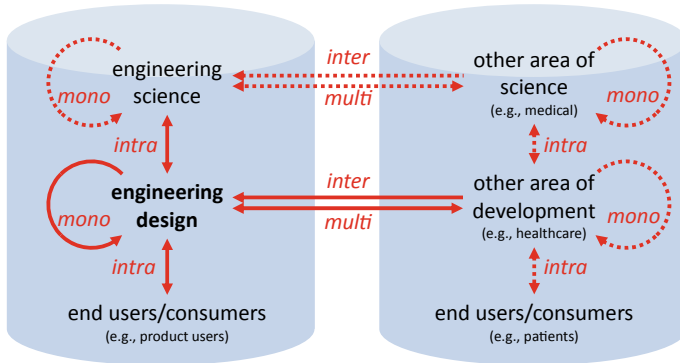 engineering
science
mono
intra
engineering
design
mono
intra
end users/consumers
(e.g., product users)
inter
multi
inter
multi
other area of
science
(e.g., medical)
mono
intra
other area of
development
(e.g., healthcare)
mono
intra
end users/consumers
(e.g., patients)